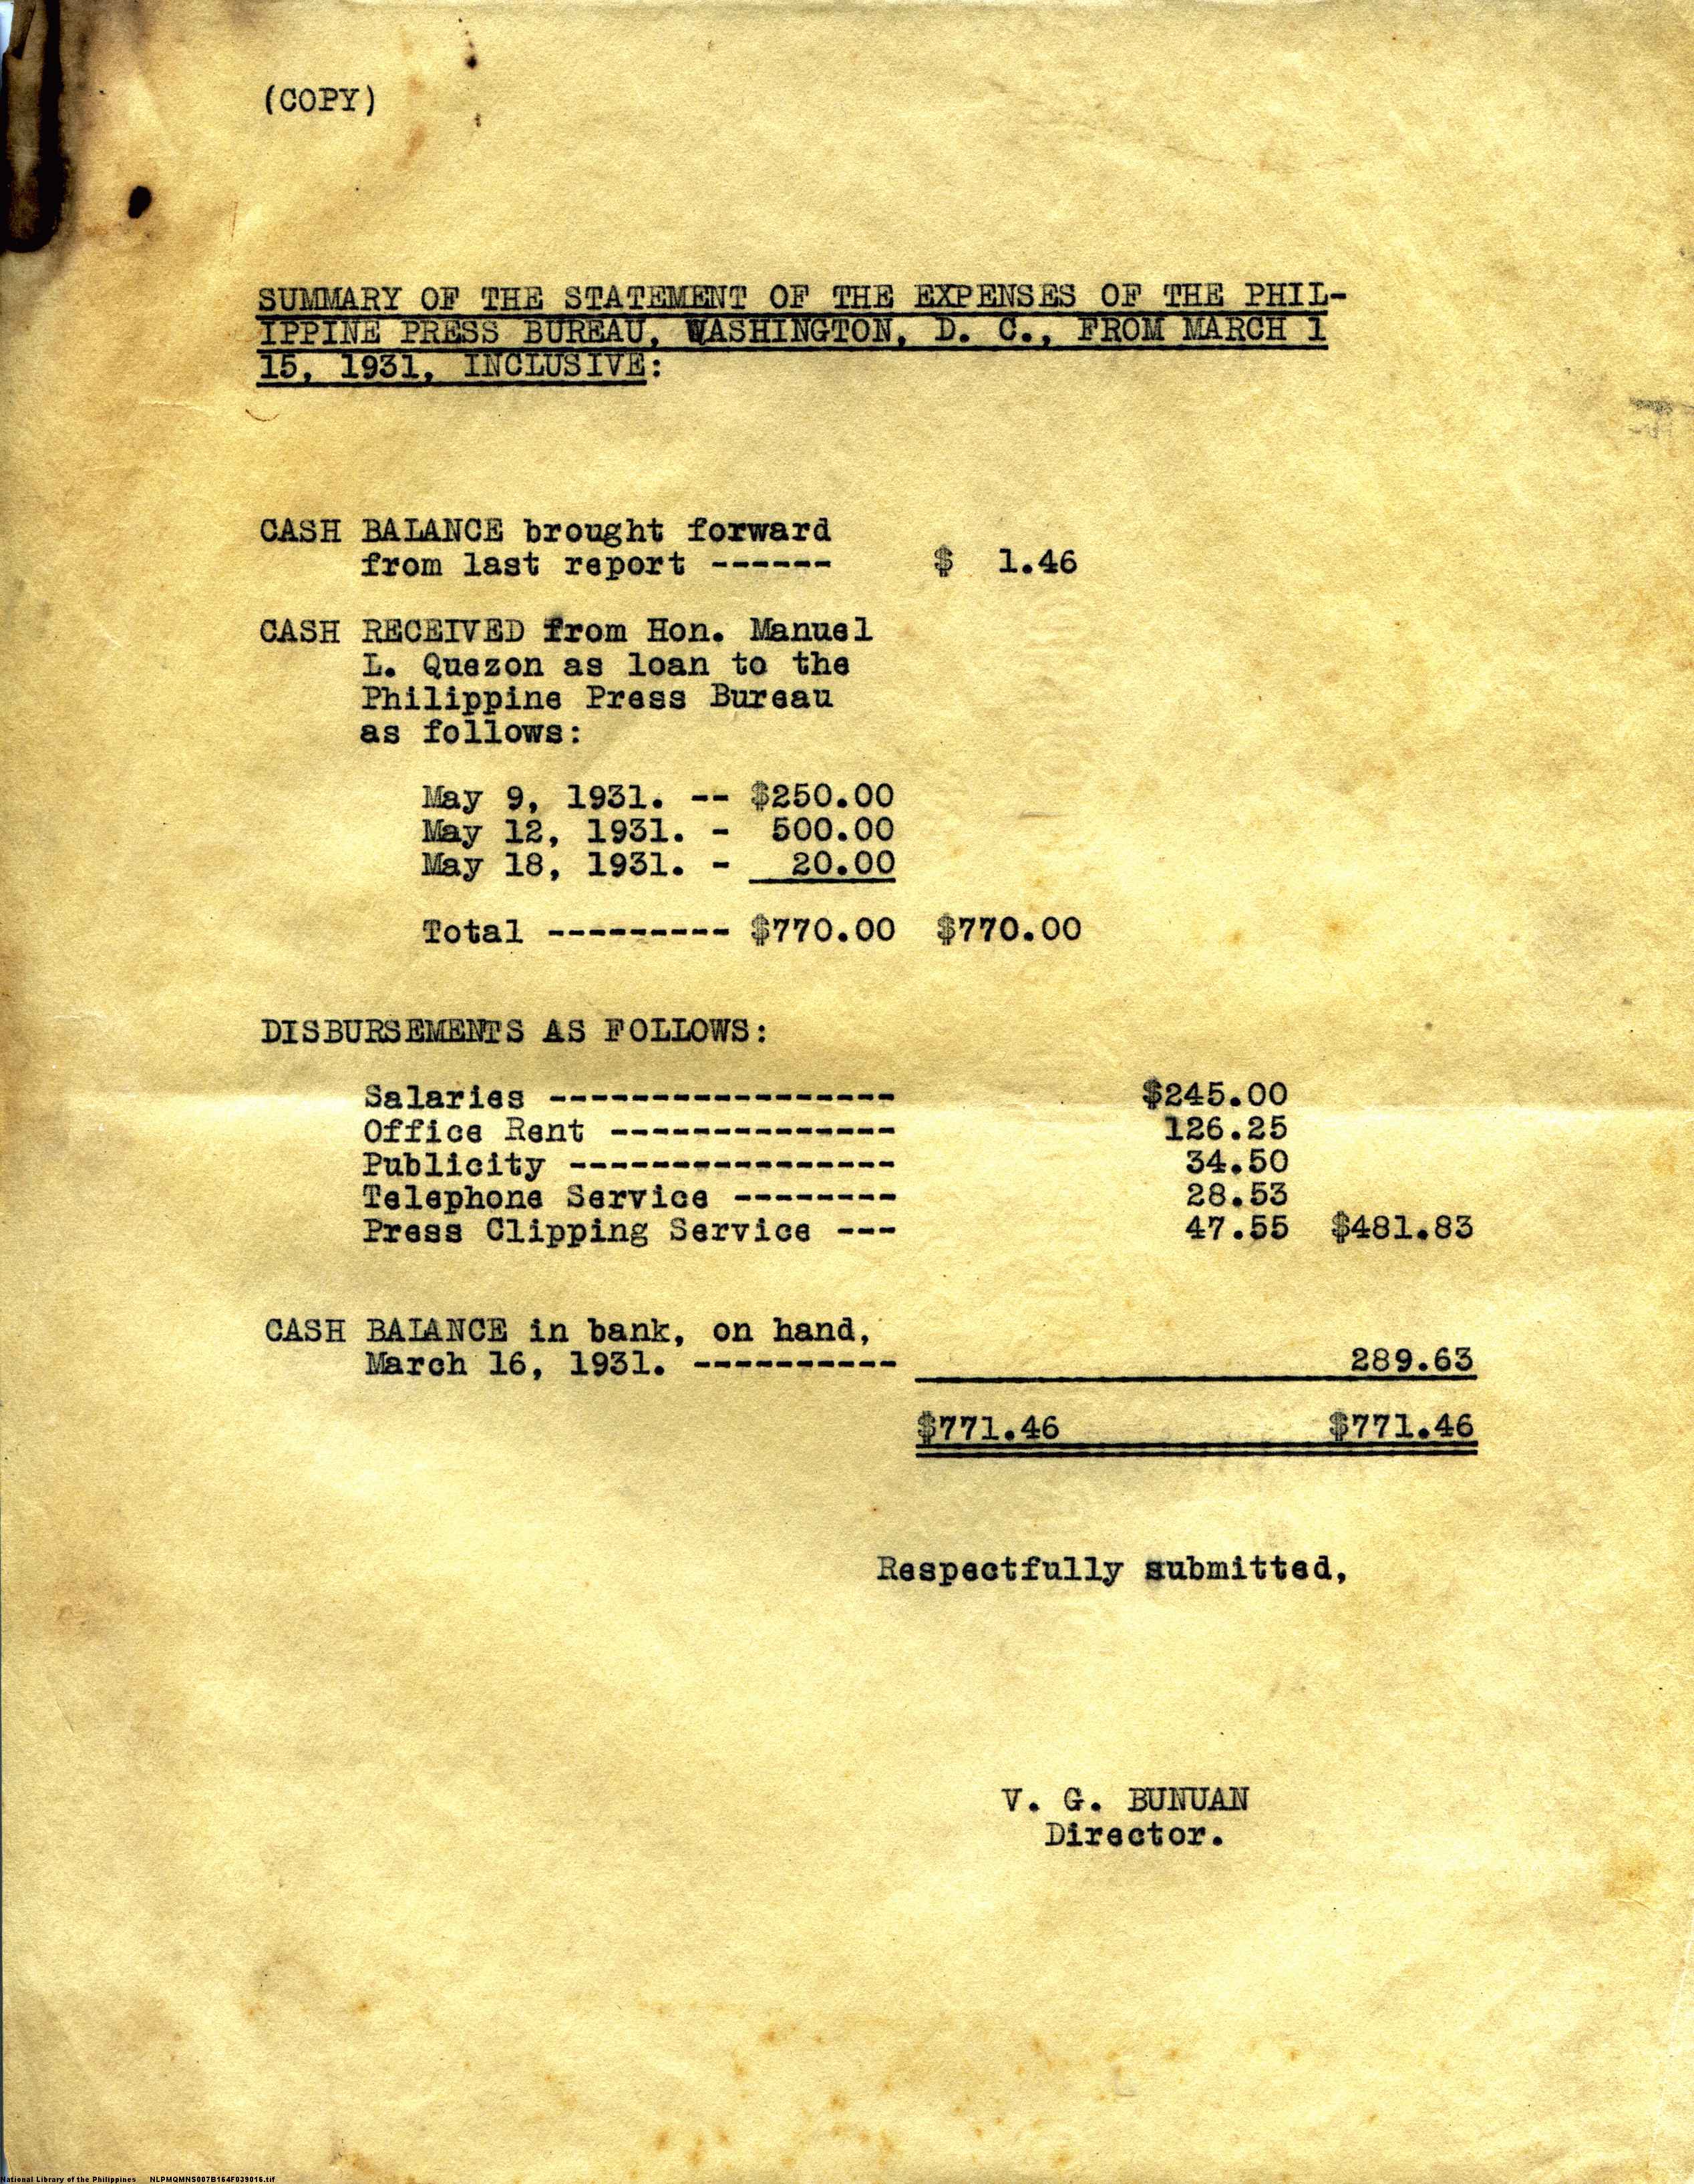 (COPY)
SUMMARY OF THE STATEMENT OF THE EXPENSES OF THE PHIL-
IPPINE PRESS BUREAU, WASHINGTON, D. C., FROM MARCH 1
15, 1931, INCLUSIVE:
CASH BALANCE brought forward
from last report ------ $ 1.46
CASH RECEIVED from Hon. Manuel
L. Quezon as loan to the
Philippine Press Bureau
as follows:
May 9, 1931. -- $250.00
May 12, 1931. - 500.00
May 18, 1931. - 20.00
Total --------- $770.00 $770.00
DISBURSEMENTS AS FOLLOWS:
Salaries ----------------- $245.00
Office Rent -------------- 126.25
Publicity ---------------- 34.50
Telephone Service -------- 28.53
Press Clipping Service --- 47.55 $481.83
CASH BALANCE in bank, on hand,
March 16, 1931. ---------- 289.63
$771.46 $771.46
Respectfully submitted,
V. G. BUNUAN
Director.
National Library of the Philippines NLPMQMNS007B164F039016.tif